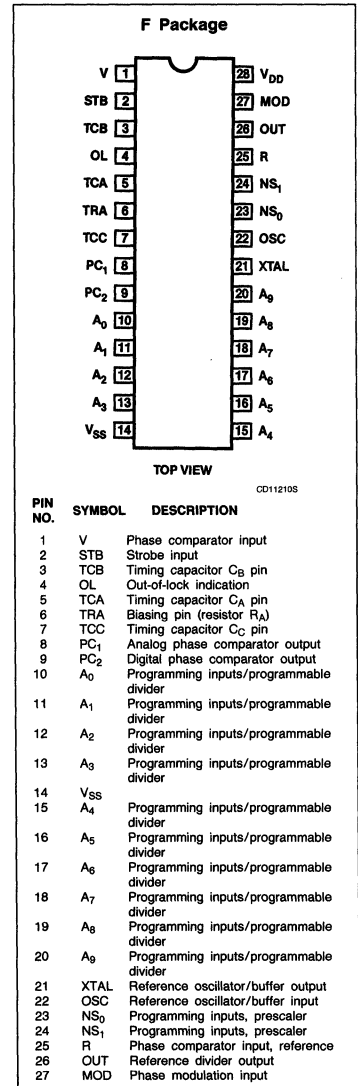 F Package
V 1 28 V_DD
STB 2 27 MOD
TCB 3 26 OUT
OL 4 25 R
TCA 5 24 NS₁
TRA 6 23 NS₀
TCC 7 22 OSC
PC₁ 8 21 XTAL
PC₂ 9 20 A₉
A₀ 10 19 A₈
A₁ 11 18 A₇
A₂ 12 17 A₆
A₃ 13 16 A₅
V_SS 14 15 A₄
TOP VIEW
CD11210S
PIN
NO. SYMBOL DESCRIPTION
1 V Phase comparator input
2 STB Strobe input
3 TCB Timing capacitor C_B pin
4 OL Out-of-lock indication
5 TCA Timing capacitor C_A pin
6 TRA Biasing pin (resistor R_A)
7 TCC Timing capacitor C_C pin
8 PC₁ Analog phase comparator output
9 PC₂ Digital phase comparator output
10 A₀ Programming inputs/programmable
divider
11 A₁ Programming inputs/programmable
divider
12 A₂ Programming inputs/programmable
divider
13 A₃ Programming inputs/programmable
divider
14 V_SS
15 A₄ Programming inputs/programmable
divider
16 A₅ Programming inputs/programmable
divider
17 A₆ Programming inputs/programmable
divider
18 A₇ Programming inputs/programmable
divider
19 A₈ Programming inputs/programmable
divider
20 A₉ Programming inputs/programmable
divider
21 XTAL Reference oscillator/buffer output
22 OSC Reference oscillator/buffer input
23 NS₀ Programming inputs, prescaler
24 NS₁ Programming inputs, prescaler
25 R Phase comparator input, reference
26 OUT Reference divider output
27 MOD Phase modulation input